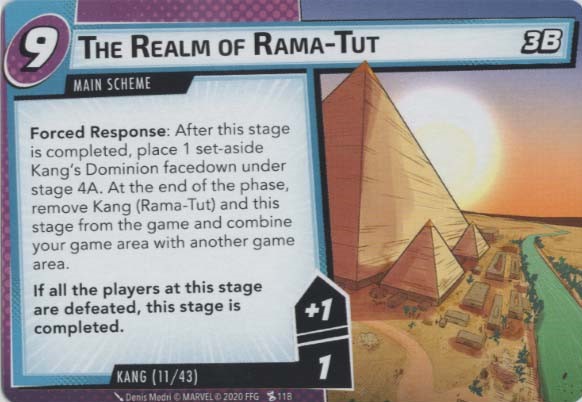 9
THE REALM OF RAMA-TUT
3B
MAIN SCHEME
Forced Response: After this stage
is completed, place 1 set-aside
Kang's Dominion facedown under
stage 4A. At the end of the phase,
remove Kang (Rama-Tut) and this
stage from the game and combine
your game area with another game
area.
If all the players at this stage
are defeated, this stage is
completed.
+1
1
KANG (11/43)
Denis Medri © MARVEL © 2020 FFG 11B